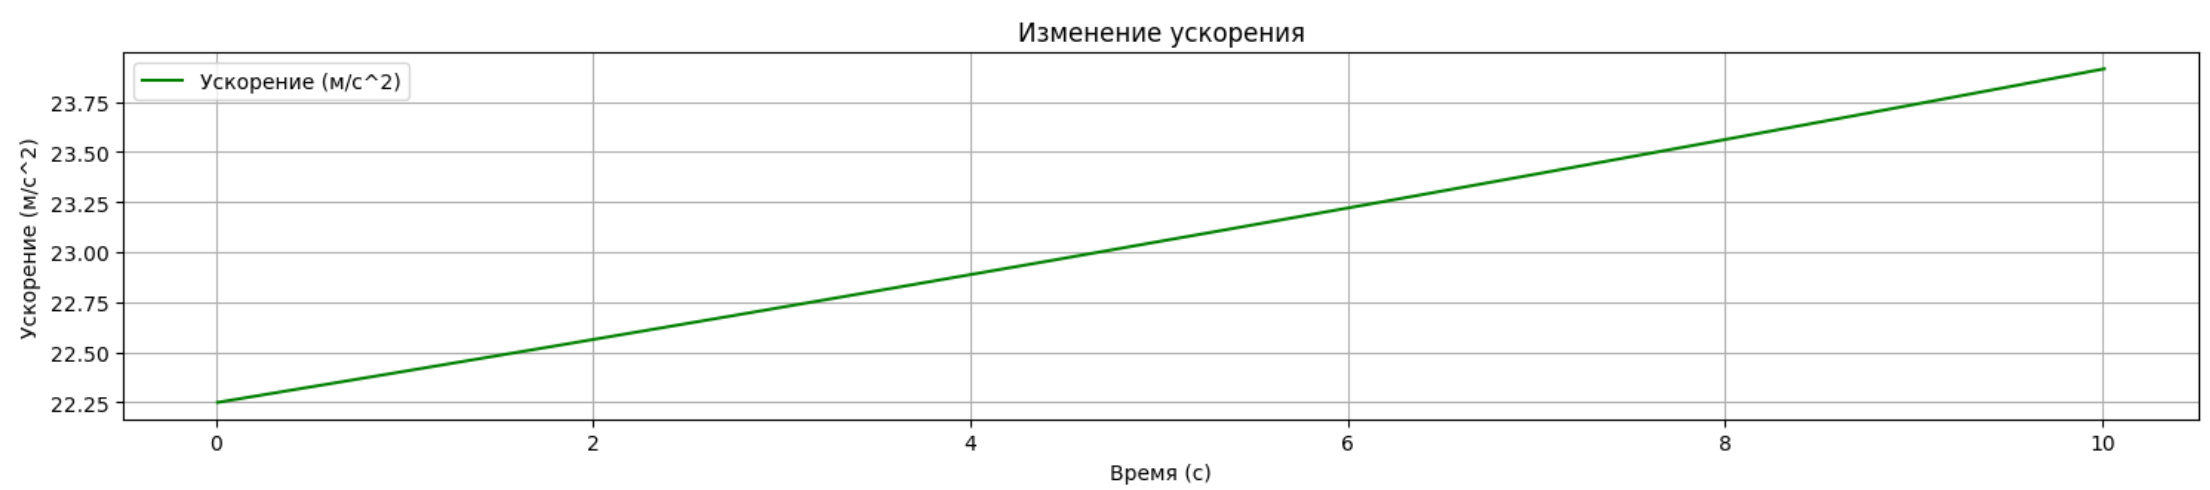 Изменение ускорения
Ускорение (м/с^2)
Ускорение (м/с^2)
23.75
23.50
23.25
23.00
22.75
22.50
22.25
0 2 4 6 8 10
Время (с)